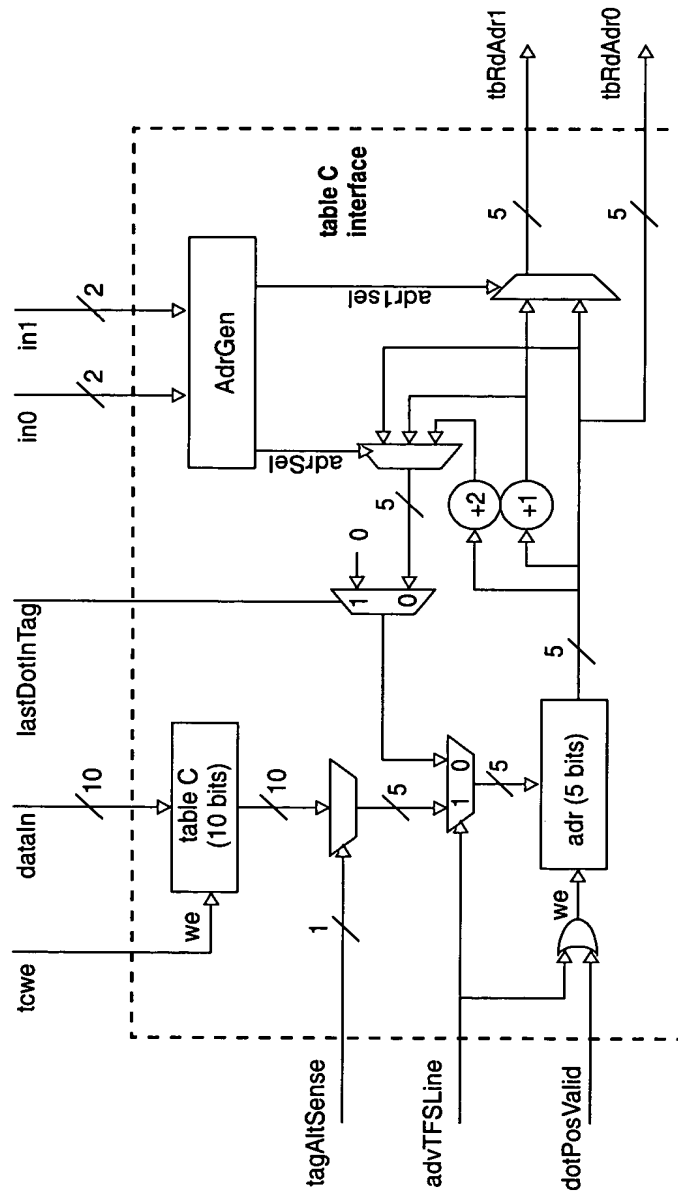 tcwe
dataIn
lastDotInTag
in0
in1
10
2
2
we
table C
(10 bits)
AdrGen
10
0
adrSel
adr1sel
table C
interface
tagAltSense
1
5
1
0
5
advTFSLine
1 0
5
+2
+1
5
tbRdAdr1
dotPosValid
we
adr (5 bits)
5
5
tbRdAdr0